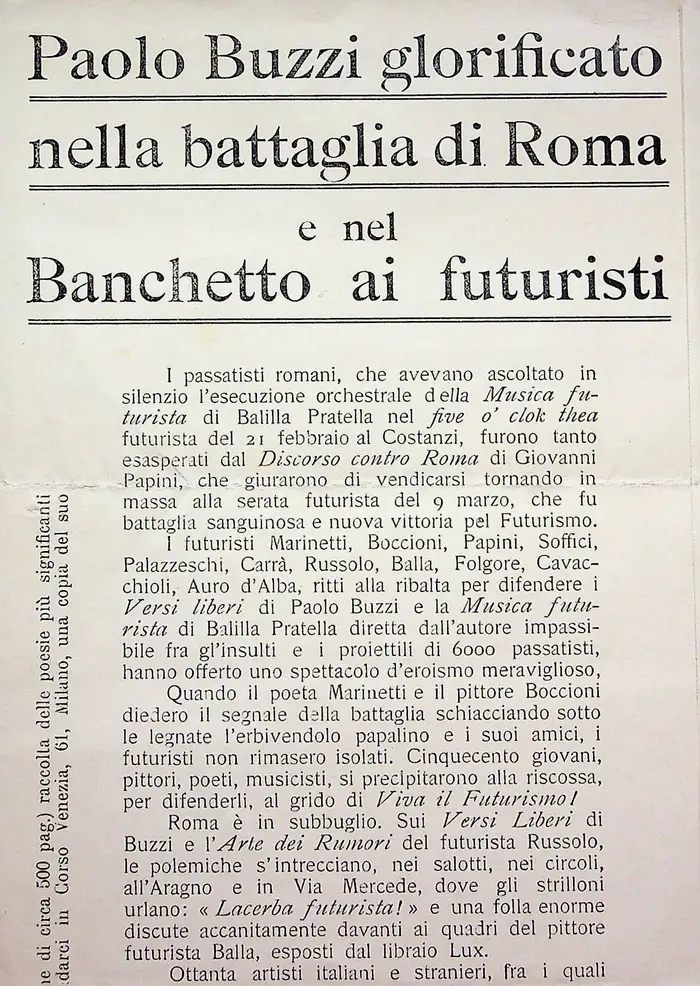 Paolo Buzzi glorificato
nella battaglia di Roma
e nel
Banchetto ai futuristi
I passatisti romani, che avevano ascoltato in
silenzio l'esecuzione orchestrale della Musica fu-
turista di Balilla Pratella nel five o' clok thea
futurista del 21 febbraio al Costanzi, furono tanto
esasperati dal Discorso contro Roma di Giovanni
Papini, che giurarono di vendicarsi tornando in
massa alla serata futurista del 9 marzo, che fu
battaglia sanguinosa e nuova vittoria pel Futurismo.
I futuristi Marinetti, Boccioni, Papini, Soffici,
Palazzeschi, Carrà, Russolo, Balla, Folgore, Cavac-
chioli, Auro d'Alba, ritti alla ribalta per difendere i
Versi liberi di Paolo Buzzi e la Musica futu-
rista di Balilla Pratella diretta dall'autore impassi-
bile fra gl'insulti e i proiettili di 6000 passatisti,
hanno offerto uno spettacolo d'eroismo meraviglioso,
Quando il poeta Marinetti e il pittore Boccioni
diedero il segnale della battaglia schiacciando sotto
le legnate l'erbivendolo papalino e i suoi amici, i
futuristi non rimasero isolati. Cinquecento giovani,
pittori, poeti, musicisti, si precipitarono alla riscossa,
per difenderli, al grido di Viva il Futurismo!
Roma è in subbuglio. Sui Versi Liberi di
Buzzi e l'Arte dei Rumori del futurista Russolo,
le polemiche s'intrecciano, nei salotti, nei circoli,
all'Aragno e in Via Mercede, dove gli strilloni
urlano: « Lacerba futurista! » e una folla enorme
discute accanitamente davanti ai quadri del pittore
futurista Balla, esposti dal libraio Lux.
Ottanta artisti italiani e stranieri, fra i quali
di circa 500 pag.) raccolta delle poesie più significanti
darci in Corso Venezia, 61, Milano, una copia del suo